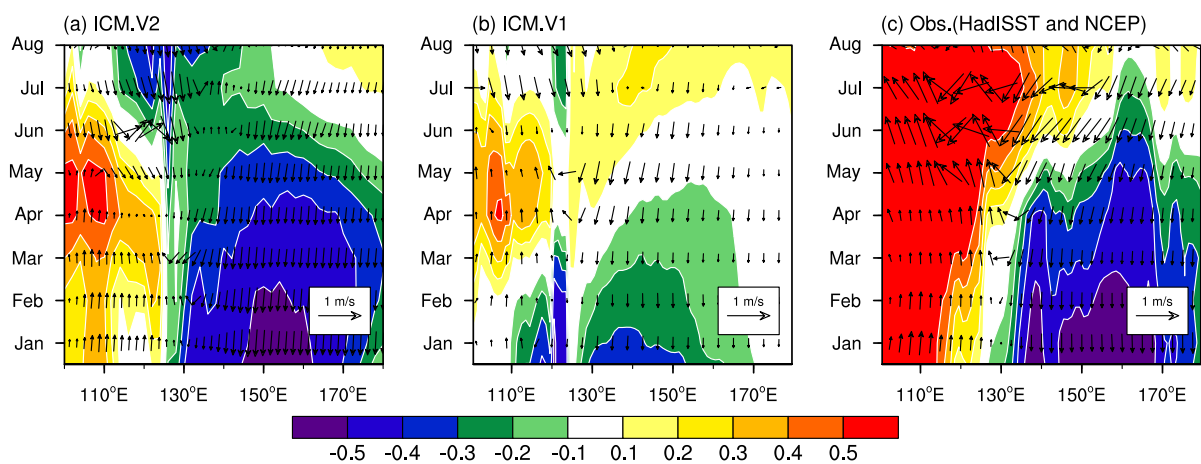 (a) ICM.V2
(b) ICM.V1
(c) Obs.(HadISST and NCEP)
Aug
Jul
Jun
May
Apr
Mar
Feb
Jan
1 m/s
110°E 130°E 150°E 170°E
Aug
Jul
Jun
May
Apr
Mar
Feb
Jan
1 m/s
110°E 130°E 150°E 170°E
Aug
Jul
Jun
May
Apr
Mar
Feb
Jan
1 m/s
110°E 130°E 150°E 170°E
-0.5 -0.4 -0.3 -0.2 -0.1 0.1 0.2 0.3 0.4 0.5